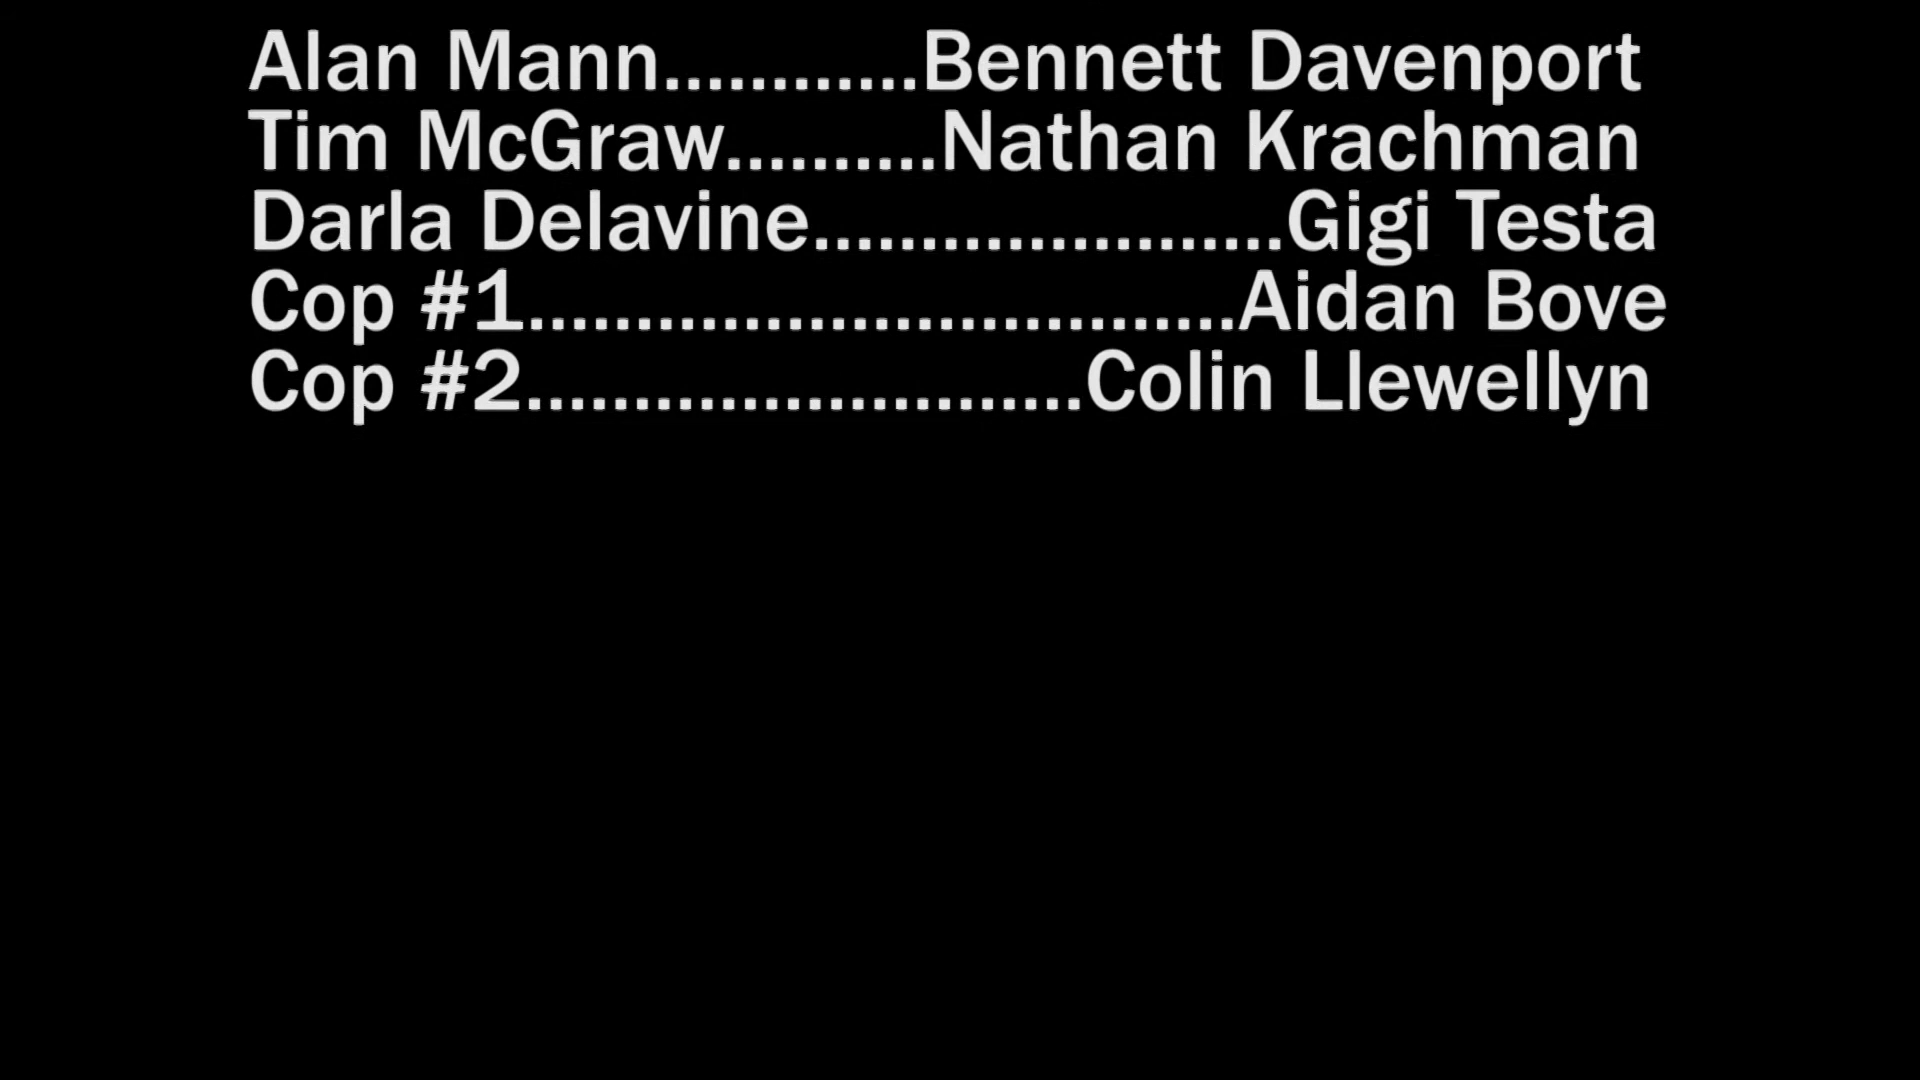 Alan Mann............Bennett Davenport
Tim McGraw..........Nathan Krachman
Darla Delavine......................Gigi Testa
Cop #1.................................Aidan Bove
Cop #2..........................Colin Llewellyn